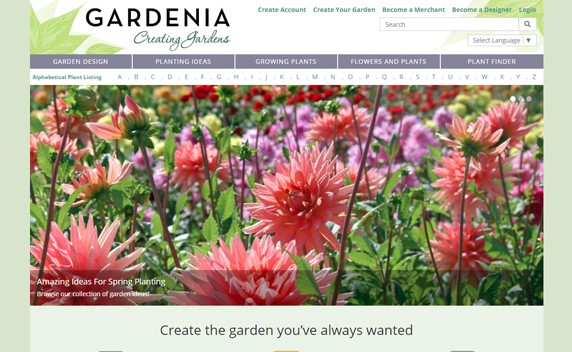 GARDENIA
Creating Gardens
Create Account Create Your Garden Become a Merchant Become a Designer Login
Search
Select Language ▼
GARDEN DESIGN PLANTING IDEAS GROWING PLANTS FLOWERS AND PLANTS PLANT FINDER
Alphabetical Plant Listing A . B . C . D . E . F . G . H . I . J . K . L . M . N . O . P . Q . R . S . T . U . V . W . X . Y . Z
Amazing Ideas For Spring Planting
Browse our collection of garden ideas!
Create the garden you've always wanted